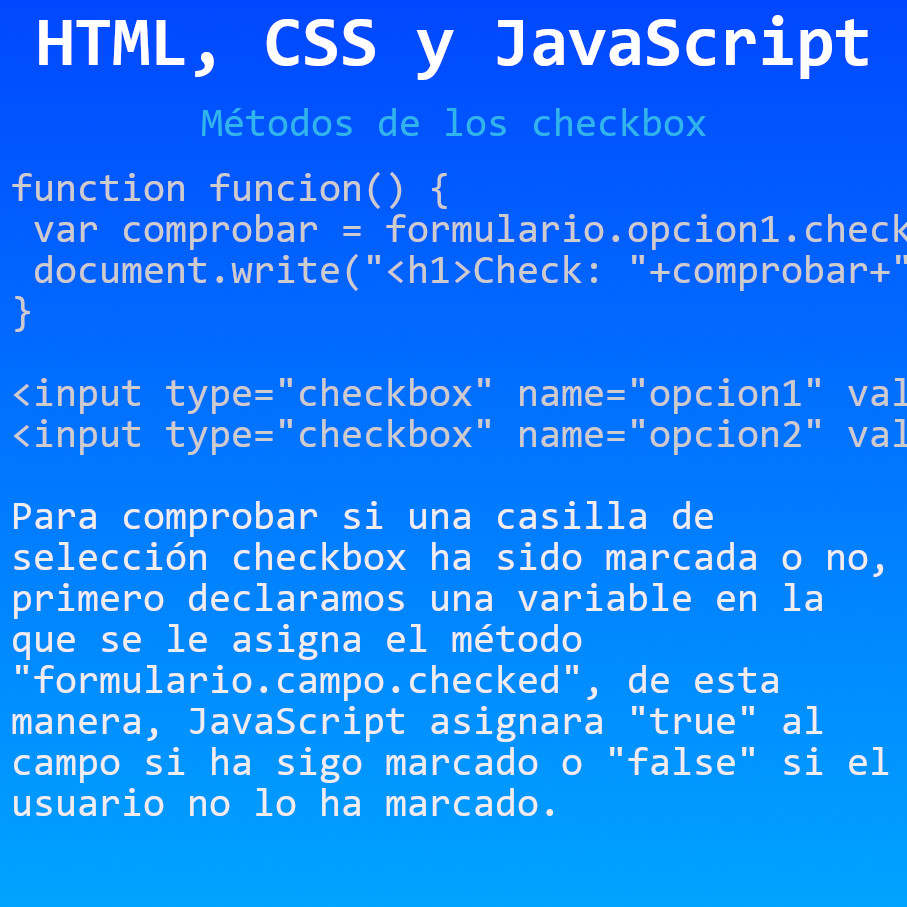 HTML, CSS y JavaScript
Métodos de los checkbox
function funcion() {
 var comprobar = formulario.opcion1.check
 document.write("<h1>Check: "+comprobar+"
}
<input type="checkbox" name="opcion1" val
<input type="checkbox" name="opcion2" val
Para comprobar si una casilla de
selección checkbox ha sido marcada o no,
primero declaramos una variable en la
que se le asigna el método
"formulario.campo.checked", de esta
manera, JavaScript asignara "true" al
campo si ha sigo marcado o "false" si el
usuario no lo ha marcado.